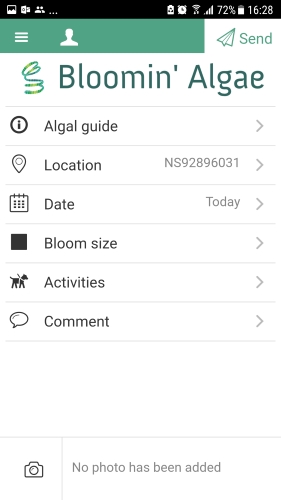 ... 72% 16:28
Send
Bloomin' Algae
Algal guide
Location NS92896031
Date Today
Bloom size
Activities
Comment
No photo has been added